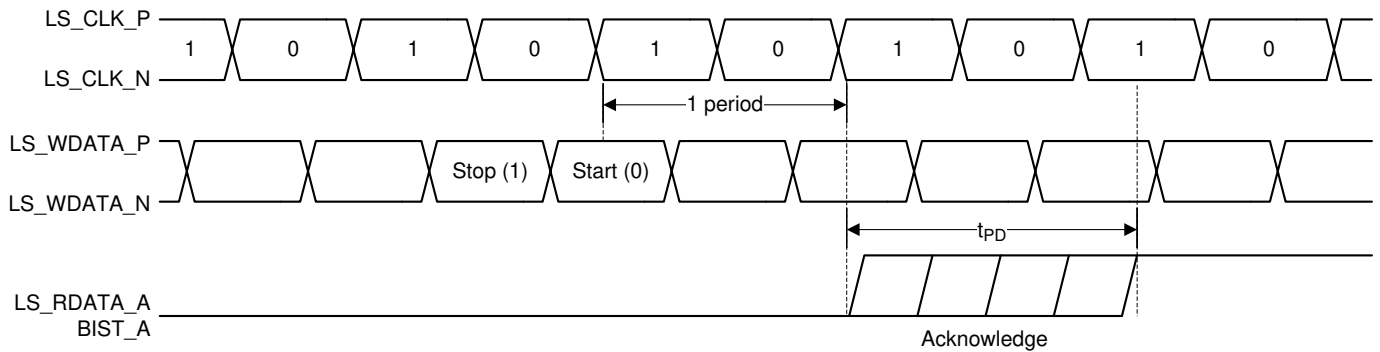 LS_CLK_P
1 0 1 0 1 0 1 0 1 0
LS_CLK_N
1 period
LS_WDATA_P
Stop (1) Start (0)
LS_WDATA_N
tPD
LS_RDATA_A
BIST_A
Acknowledge